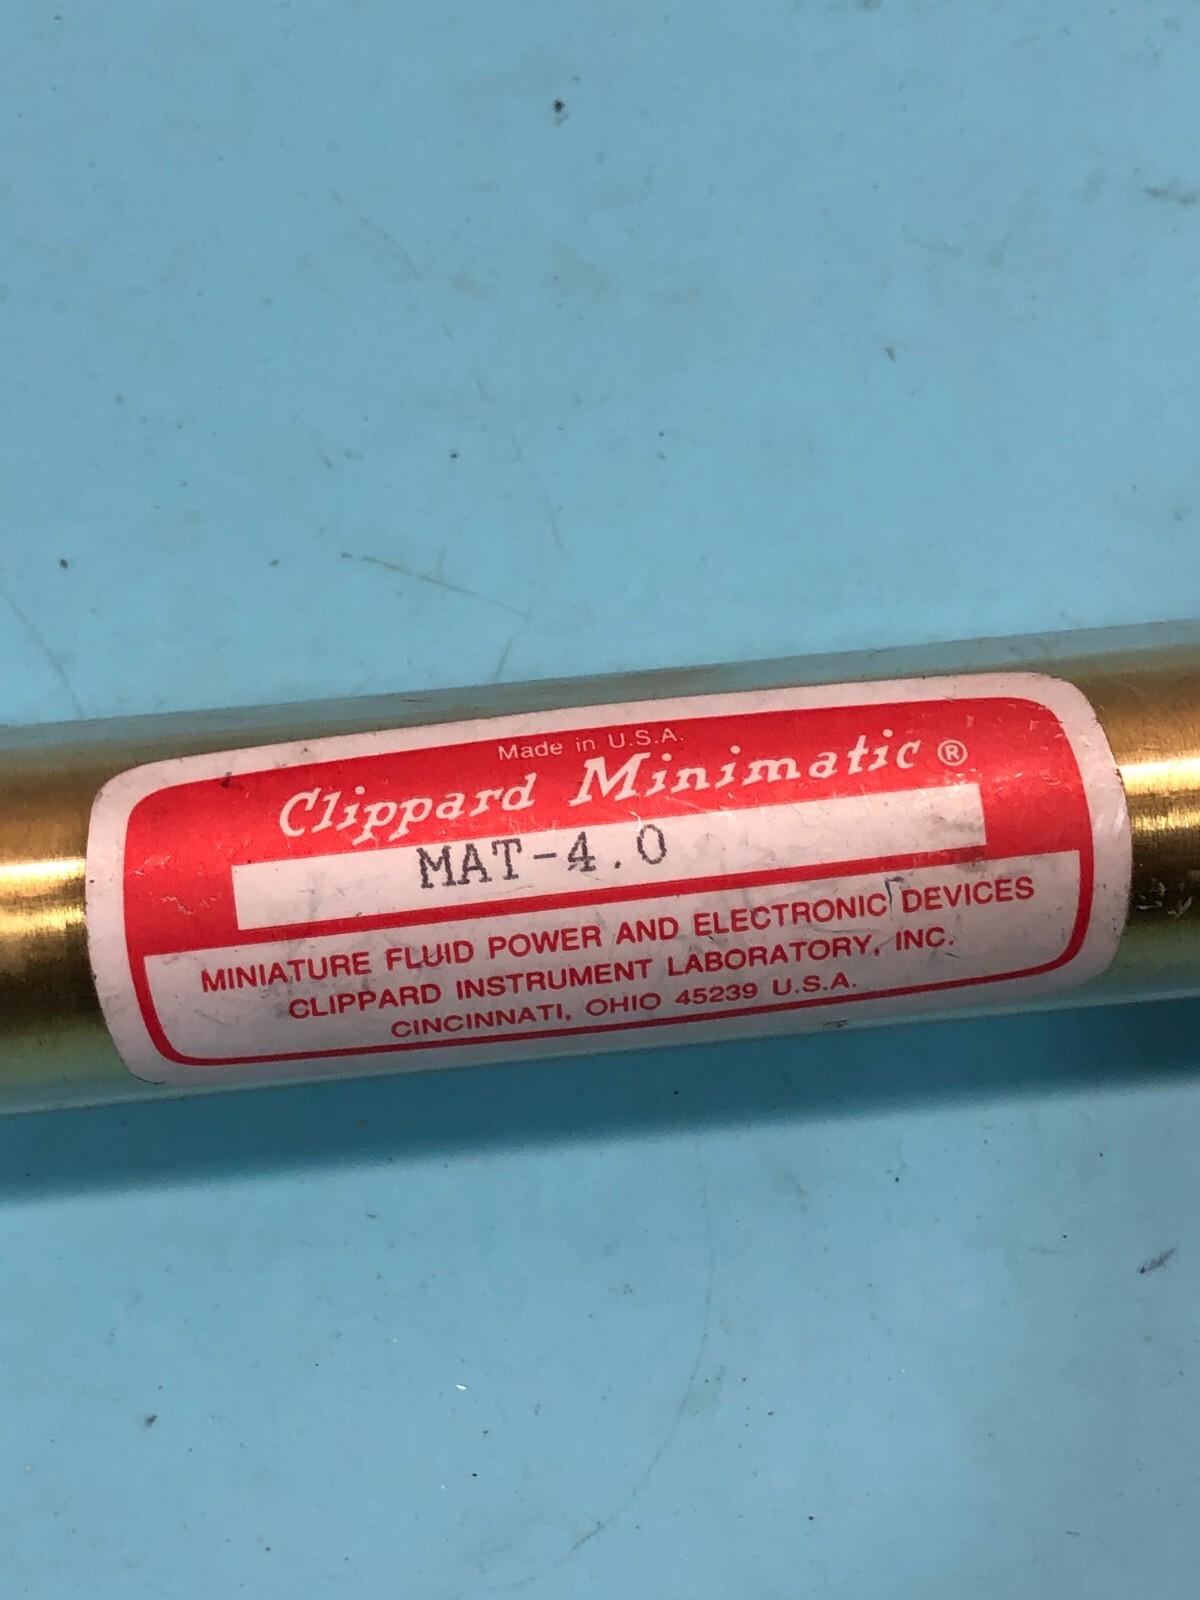 Made in U.S.A.
Clippard Minimatic ®
MAT-4.0
MINIATURE FLUID POWER AND ELECTRONIC DEVICES
CLIPPARD INSTRUMENT LABORATORY, INC.
CINCINNATI, OHIO 45239 U.S.A.